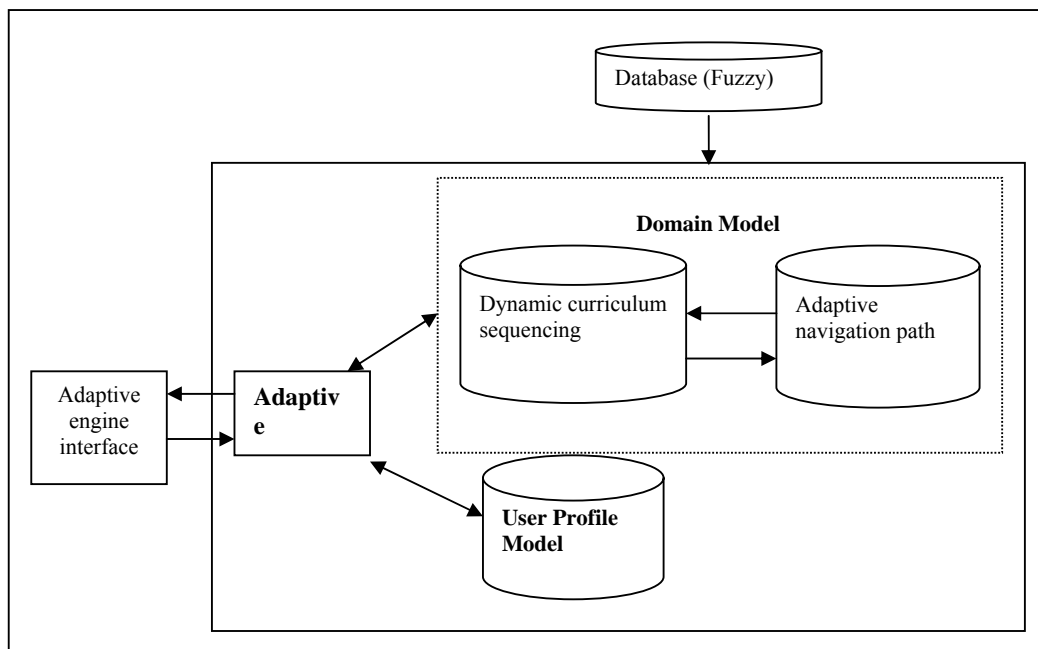 Database (Fuzzy)
Domain Model
Dynamic curriculum
sequencing
Adaptive
navigation path
Adaptive
engine
interface
Adaptiv
e
User Profile
Model